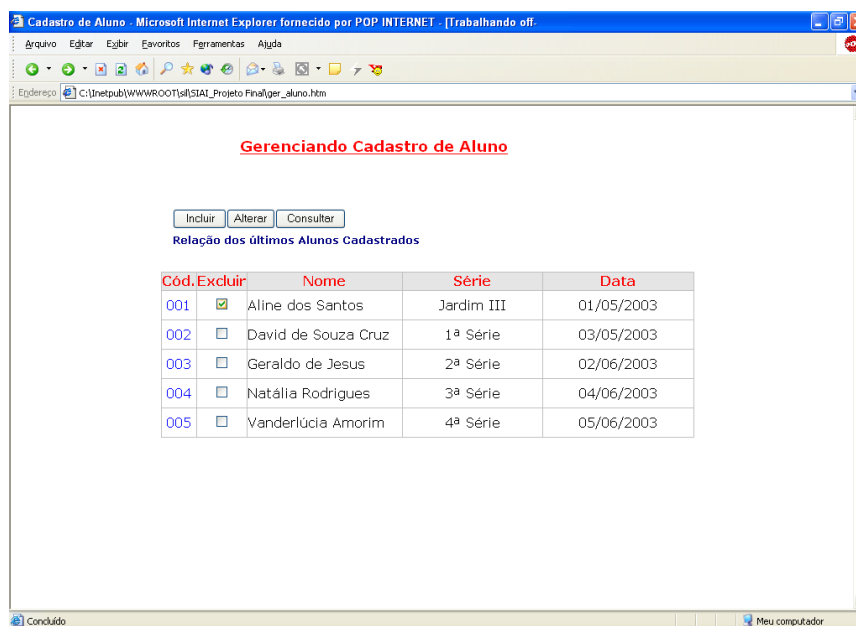 Cadastro de Aluno - Microsoft Internet Explorer fornecido por POP INTERNET - [Trabalhando off-
Arquivo Editar Exibir Favoritos Ferramentas Ajuda
Endereço C:\Inetpub\WWWROOT\sil\SIAI_Projeto Final\ger_aluno.htm
Gerenciando Cadastro de Aluno
Incluir Alterar Consultar
Relação dos últimos Alunos Cadastrados
Cód. Excluir Nome Série Data
001 Aline dos Santos Jardim III 01/05/2003
002 David de Souza Cruz 1ª Série 03/05/2003
003 Geraldo de Jesus 2ª Série 02/06/2003
004 Natália Rodrigues 3ª Série 04/06/2003
005 Vanderlúcia Amorim 4ª Série 05/06/2003
Concluído Meu computador